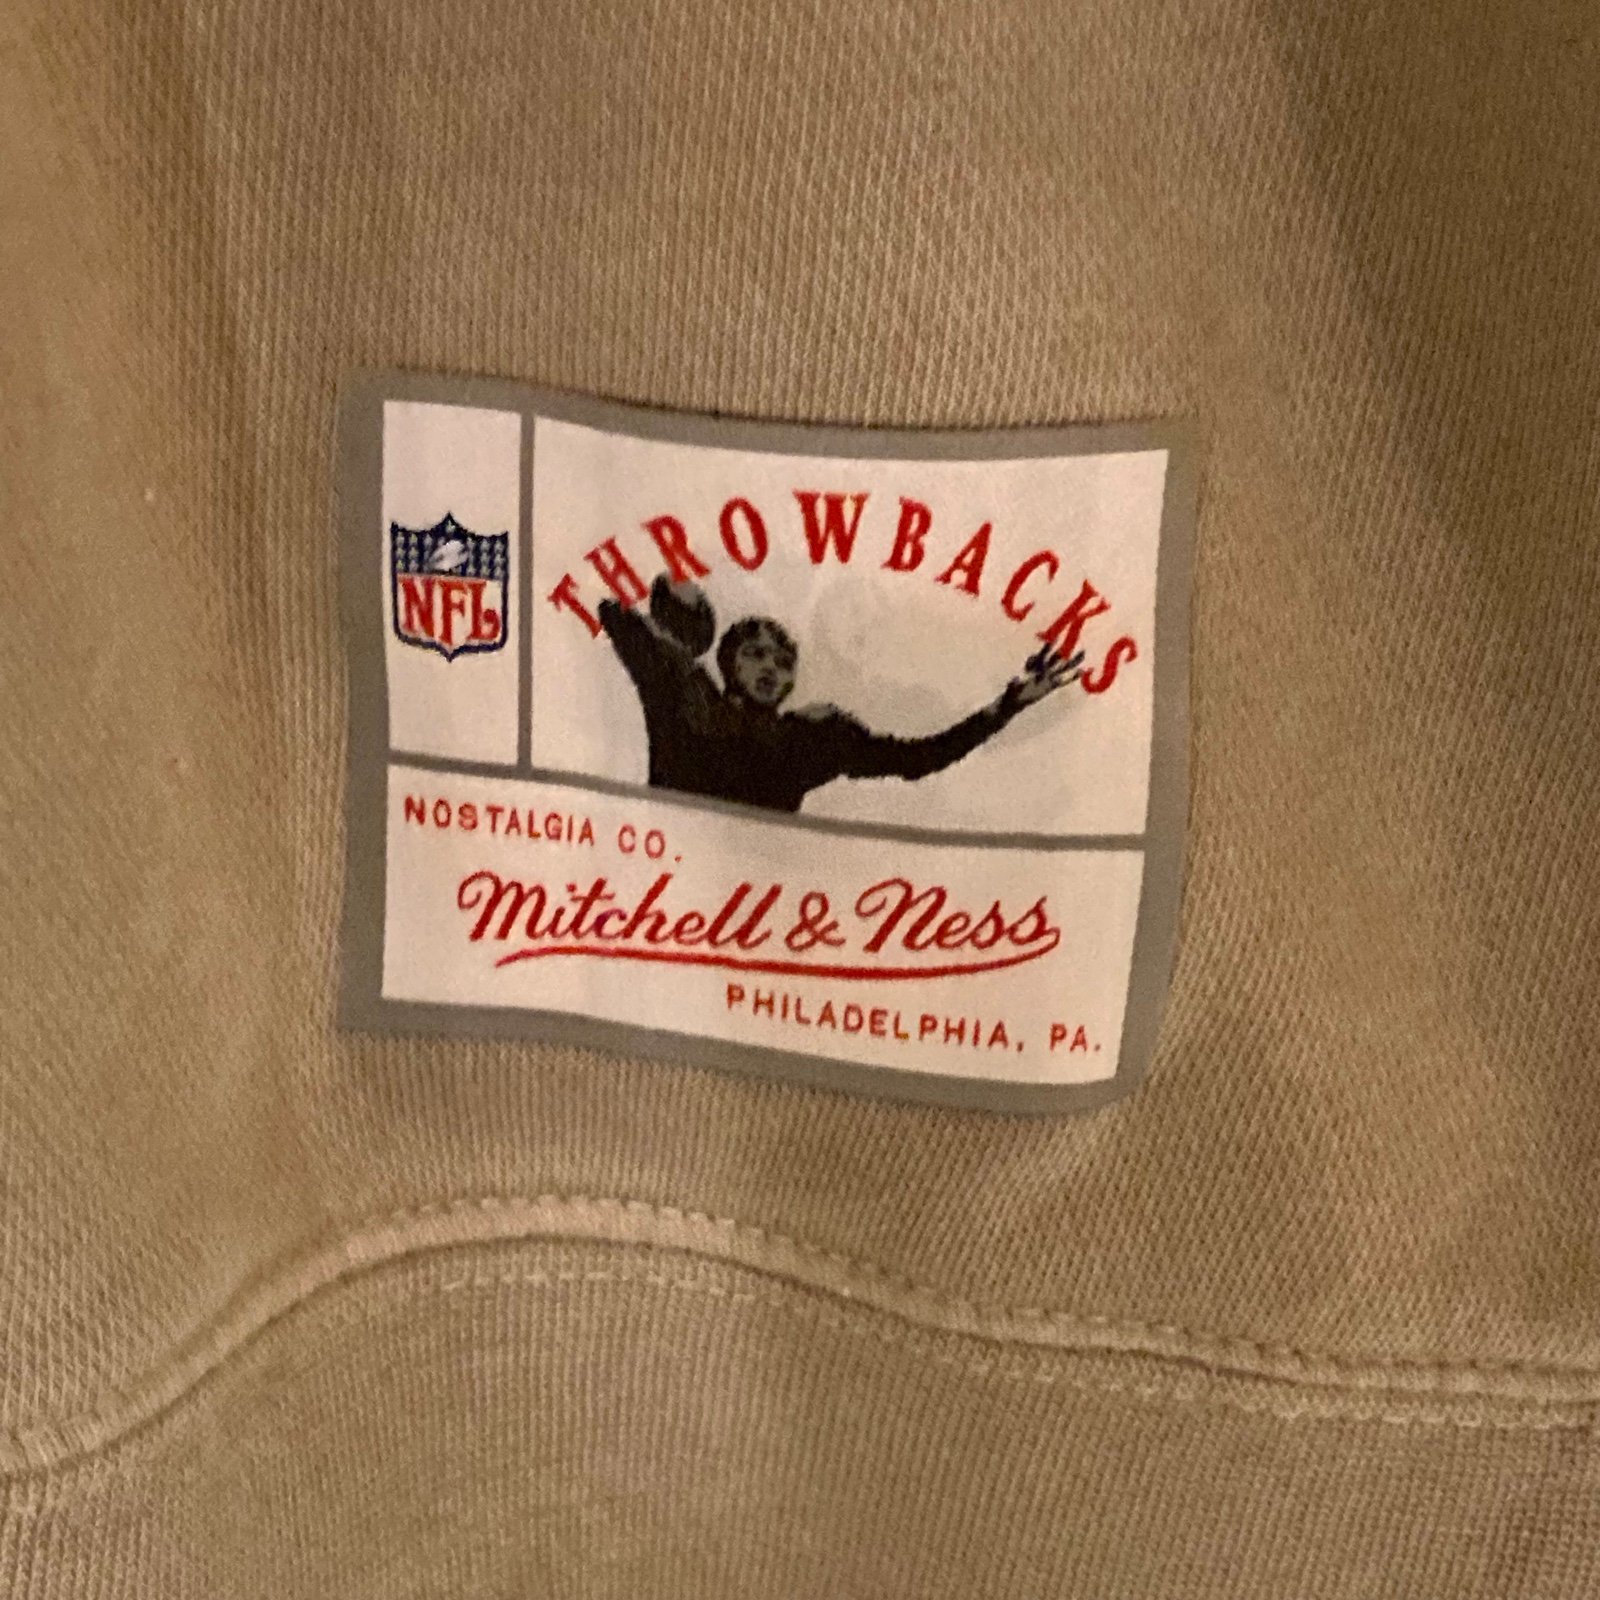 NFL
THROWBACKS
NOSTALGIA CO.
Mitchell & Ness
PHILADELPHIA, PA.